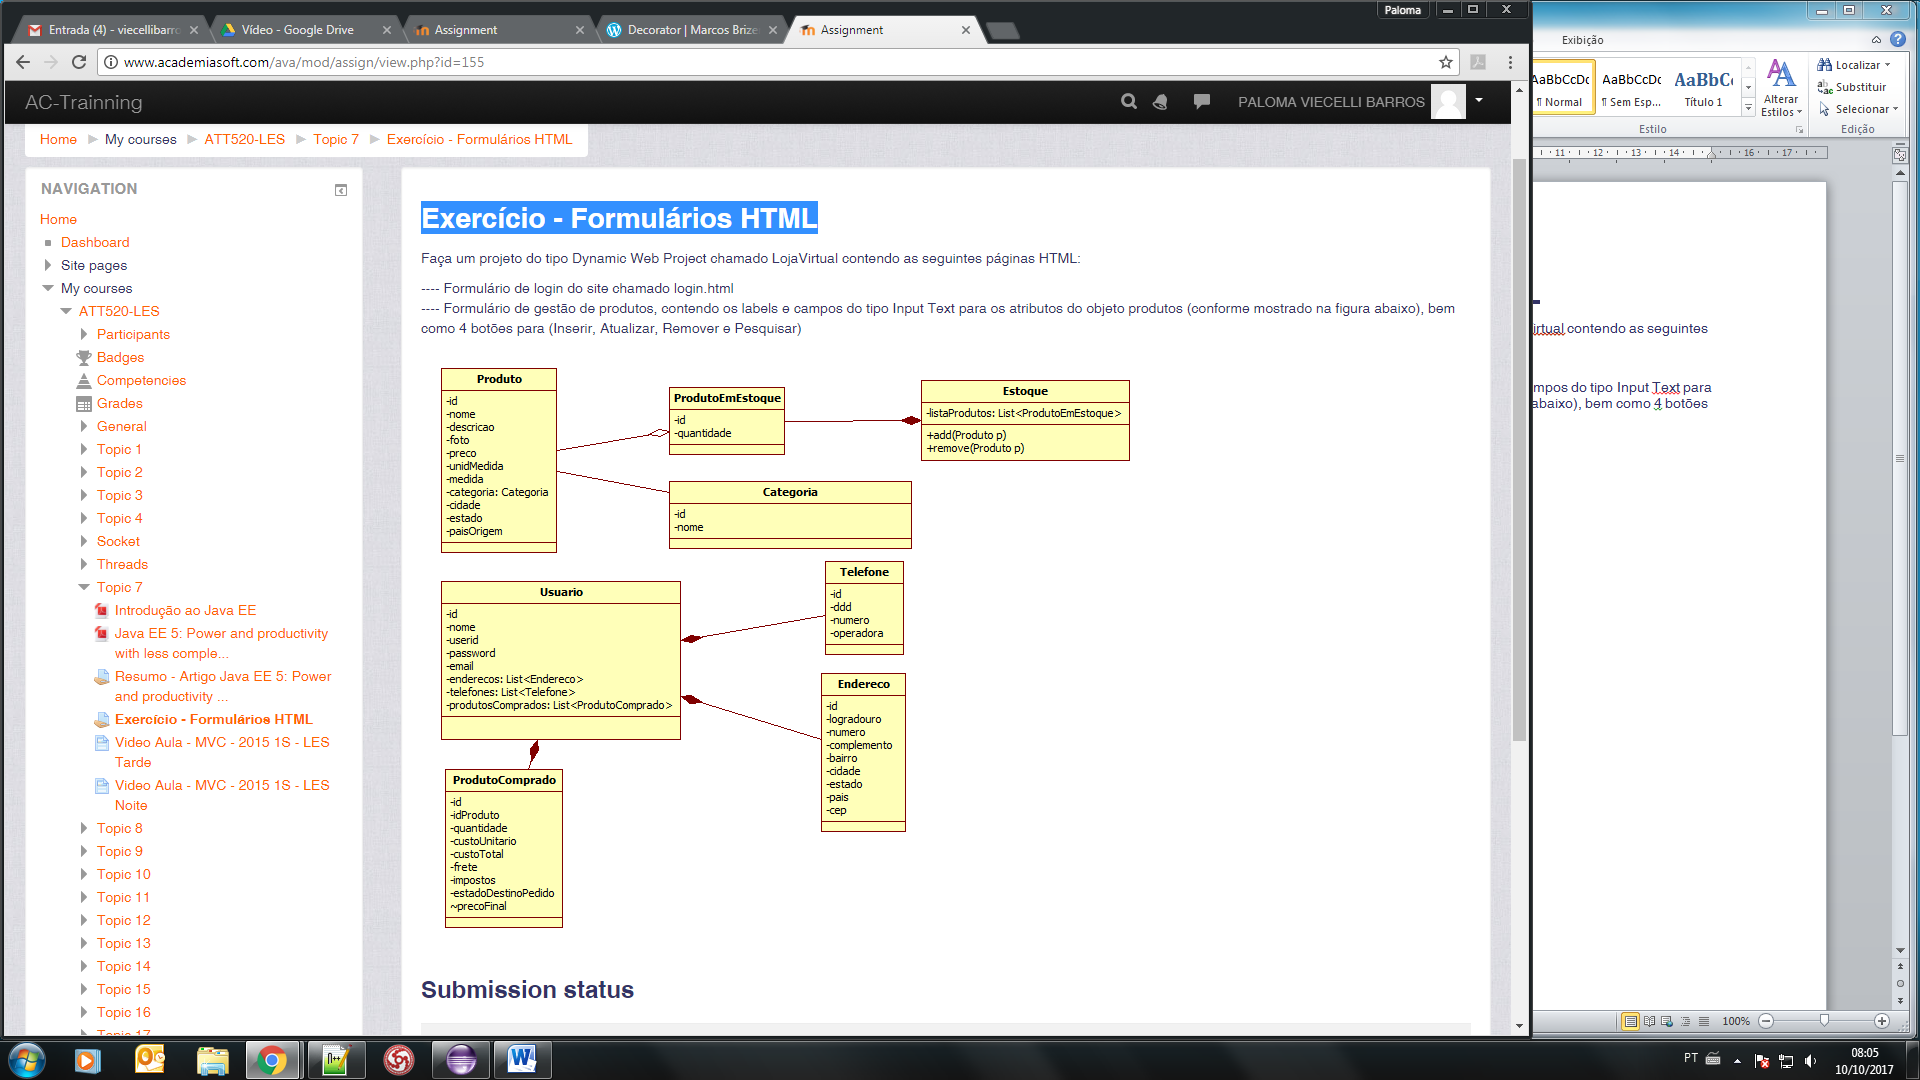 Paloma
Entrada (4) - viecellibarr
Vídeo - Google Drive
Assignment
Decorator | Marcos Brize
Assignment
www.academiasoft.com/ava/mod/assign/view.php?id=155
AC-Trainning
PALOMA VIECELLI BARROS
Home
My courses
ATT520-LES
Topic 7
Exercício - Formulários HTML
NAVIGATION
Home
Dashboard
Site pages
My courses
ATT520-LES
Participants
Badges
Competencies
Grades
General
Topic 1
Topic 2
Topic 3
Topic 4
Socket
Threads
Topic 7
Introdução ao Java EE
Java EE 5: Power and productivity
with less comple...
Resumo - Artigo Java EE 5: Power
and productivity ...
Exercício - Formulários HTML
Video Aula - MVC - 2015 1S - LES
Tarde
Video Aula - MVC - 2015 1S - LES
Noite
Topic 8
Topic 9
Topic 10
Topic 11
Topic 12
Topic 13
Topic 14
Topic 15
Topic 16
Topic 17
Exercício - Formulários HTML
Faça um projeto do tipo Dynamic Web Project chamado LojaVirtual contendo as seguintes páginas HTML:
---- Formulário de login do site chamado login.html
---- Formulário de gestão de produtos, contendo os labels e campos do tipo Input Text para os atributos do objeto produtos (conforme mostrado na figura abaixo), bem
como 4 botões para (Inserir, Atualizar, Remover e Pesquisar)
Produto
-id
-nome
-descricao
-foto
-preco
-unidMedida
-medida
-categoria: Categoria
-cidade
-estado
-paisOrigem
ProdutoEmEstoque
-id
-quantidade
Estoque
-listaProdutos: List<ProdutoEmEstoque>
+add(Produto p)
+remove(Produto p)
Categoria
-id
-nome
Usuario
-id
-nome
-userid
-password
-email
-enderecos: List<Endereco>
-telefones: List<Telefone>
-produtosComprados: List<ProdutoComprado>
Telefone
-id
-ddd
-numero
-operadora
Endereco
-id
-logradouro
-numero
-complemento
-bairro
-cidade
-estado
-pais
-cep
ProdutoComprado
-id
-idProduto
-quantidade
-custoUnitario
-custoTotal
-frete
-impostos
-estadoDestinoPedido
~precoFinal
Submission status
Exibição
AaBbCcDc
AaBbCcDc
AaBbC
¶ Normal
¶ Sem Esp...
Título 1
Alterar
Estilos
Localizar
Substituir
Selecionar
Estilo
Edição
11 12 13 14 16 17
irtual contendo as seguintes
mpos do tipo Input Text para
abaixo), bem como 4 botões
100%
PT
08:05
10/10/2017